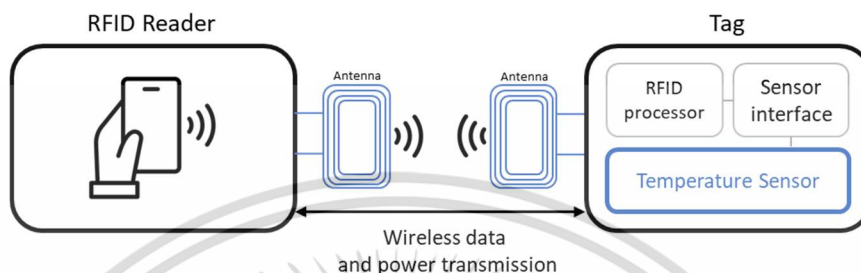 RFID Reader
Tag
Antenna
Antenna
RFID
processor
Sensor
interface
Temperature Sensor
Wireless data
and power transmission